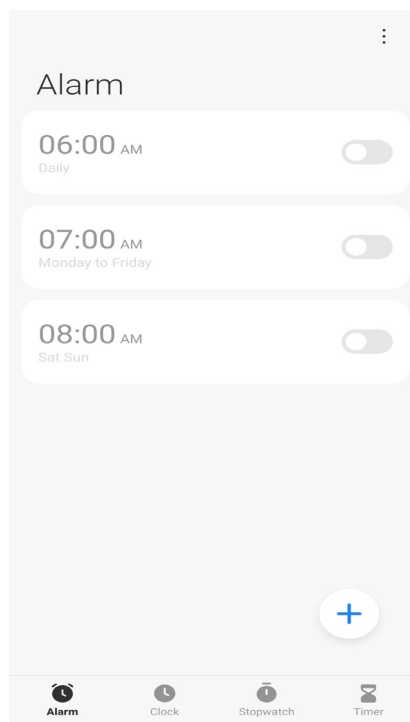 Alarm
06:00 AM
Daily
07:00 AM
Monday to Friday
08:00 AM
Sat Sun
Alarm Clock Stopwatch Timer